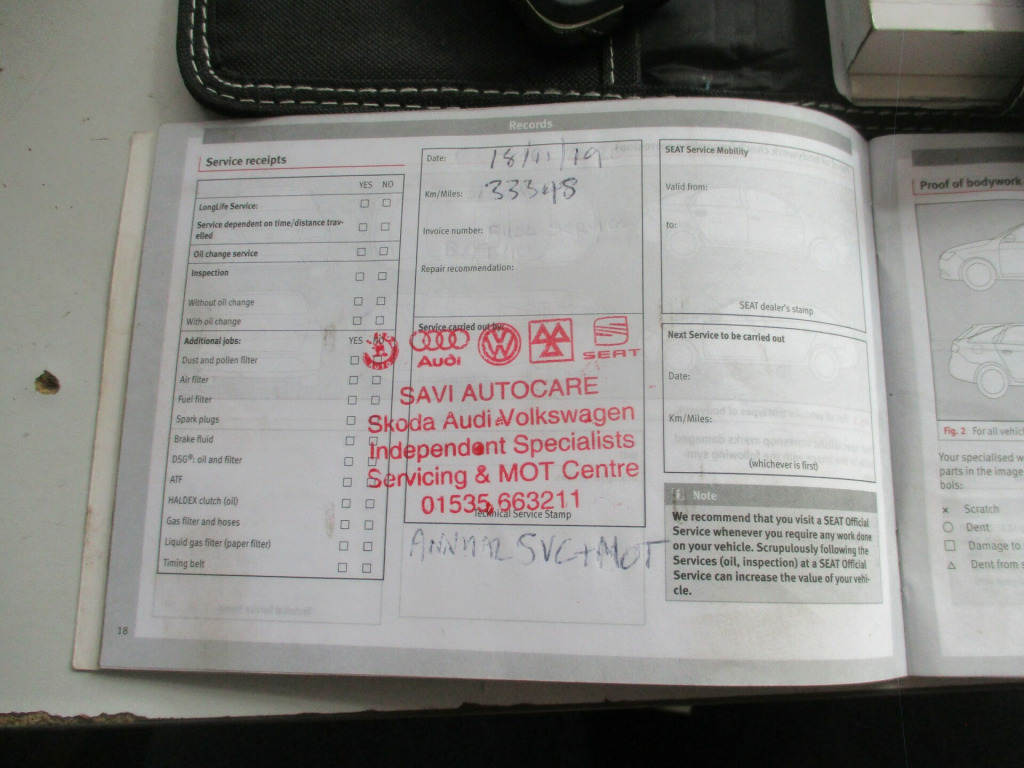 Records
Service receipts
YES NO
LongLife Service:
Service dependent on time/distance trav-
elled
Oil change service
Inspection
Without oil change
With oil change
Additional jobs: YES NO
Dust and pollen filter
Air filter
Fuel filter
Spark plugs
Brake fluid
DSG®: oil and filter
ATF
HALDEX clutch (oil)
Gas filter and hoses
Liquid gas filter (paper filter)
Timing belt
18
Date: 18/11/19
Km/Miles: 33348
Invoice number:
Repair recommendation:
Service carried out by:
Audi
SEAT
SAVI AUTOCARE
Skoda Audi Volkswagen
Independent Specialists
Servicing & MOT Centre
01535 663211
Technical Service Stamp
ANNUAL SVC + MOT
SEAT Service Mobility
Valid from:
to:
SEAT dealer's stamp
Next Service to be carried out
Date:
Km/Miles:
(whichever is first)
i Note
We recommend that you visit a SEAT Official
Service whenever you require any work done
on your vehicle. Scrupulously following the
Services (oil, inspection) at a SEAT Official
Service can increase the value of your vehi-
cle.
Proof of bodywork
Fig. 2 For all vehic
Your specialised w
parts in the image
bols:
× Scratch
○ Dent
□ Damage to
△ Dent from s